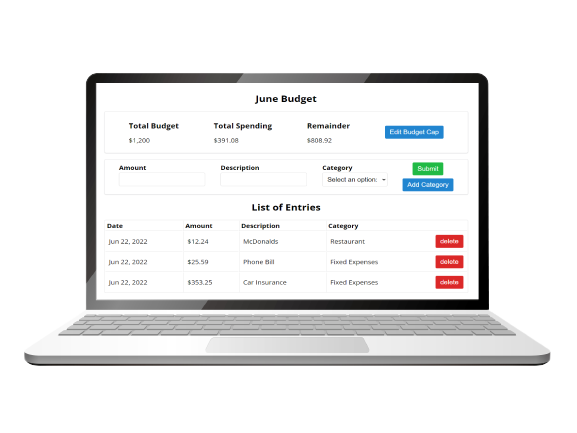 June Budget
Total Budget Total Spending Remainder
$1,200 $391.08 $808.92 Edit Budget Cap
Amount Description Category Submit
Select an option: Add Category
List of Entries
Date Amount Description Category
Jun 22, 2022 $12.24 McDonalds Restaurant delete
Jun 22, 2022 $25.59 Phone Bill Fixed Expenses delete
Jun 22, 2022 $353.25 Car Insurance Fixed Expenses delete